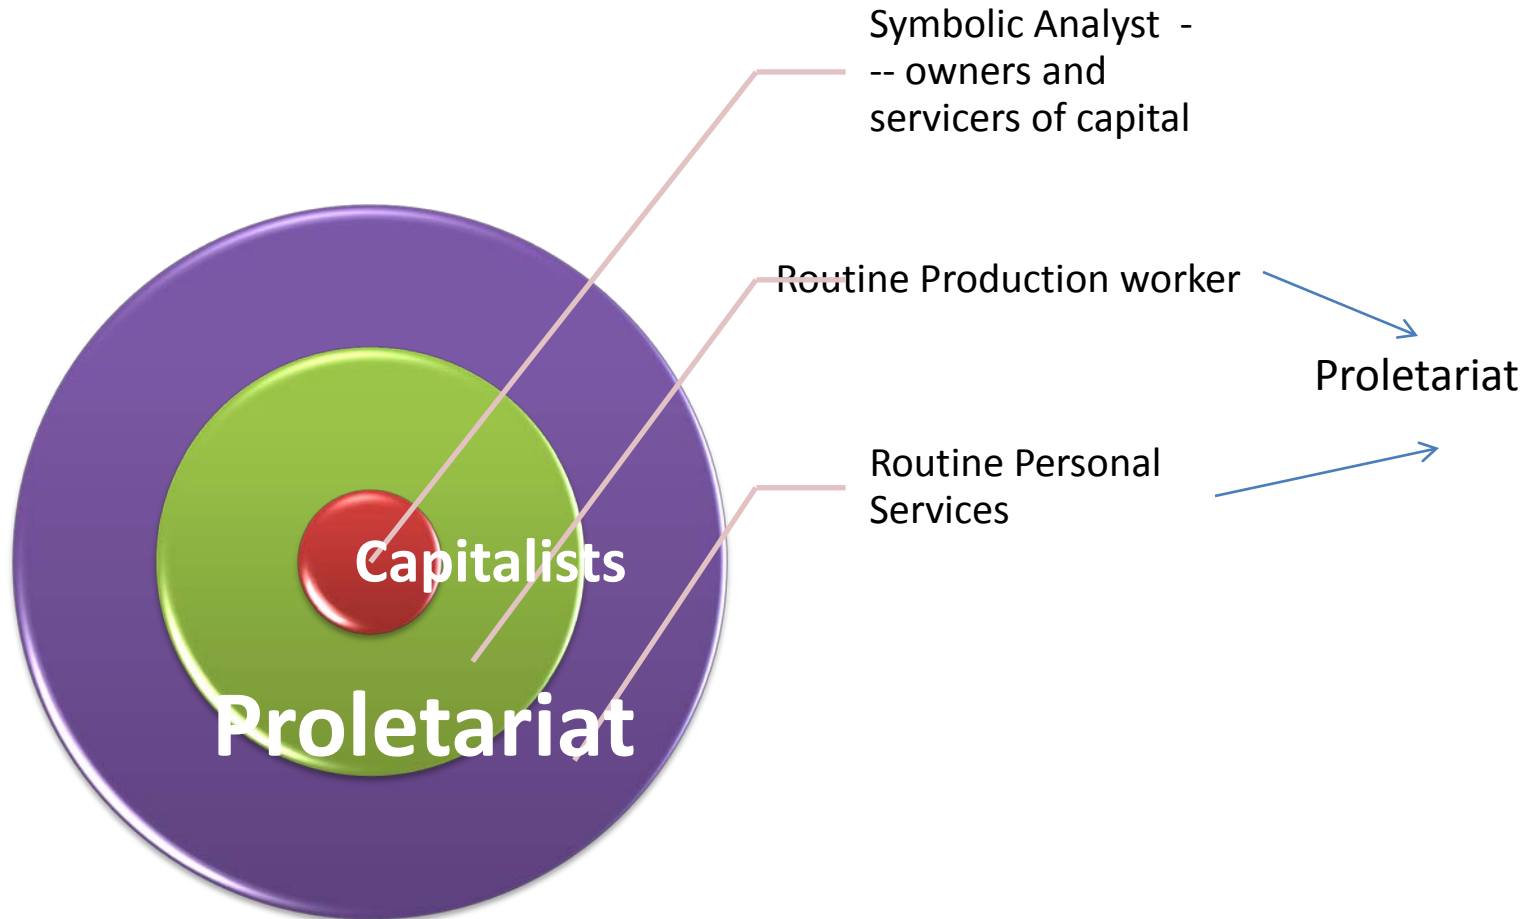 Symbolic Analyst  -
-- owners and
servicers of capital
Routine Production worker
Proletariat
Routine Personal
Services
Capitalists
Proletariat